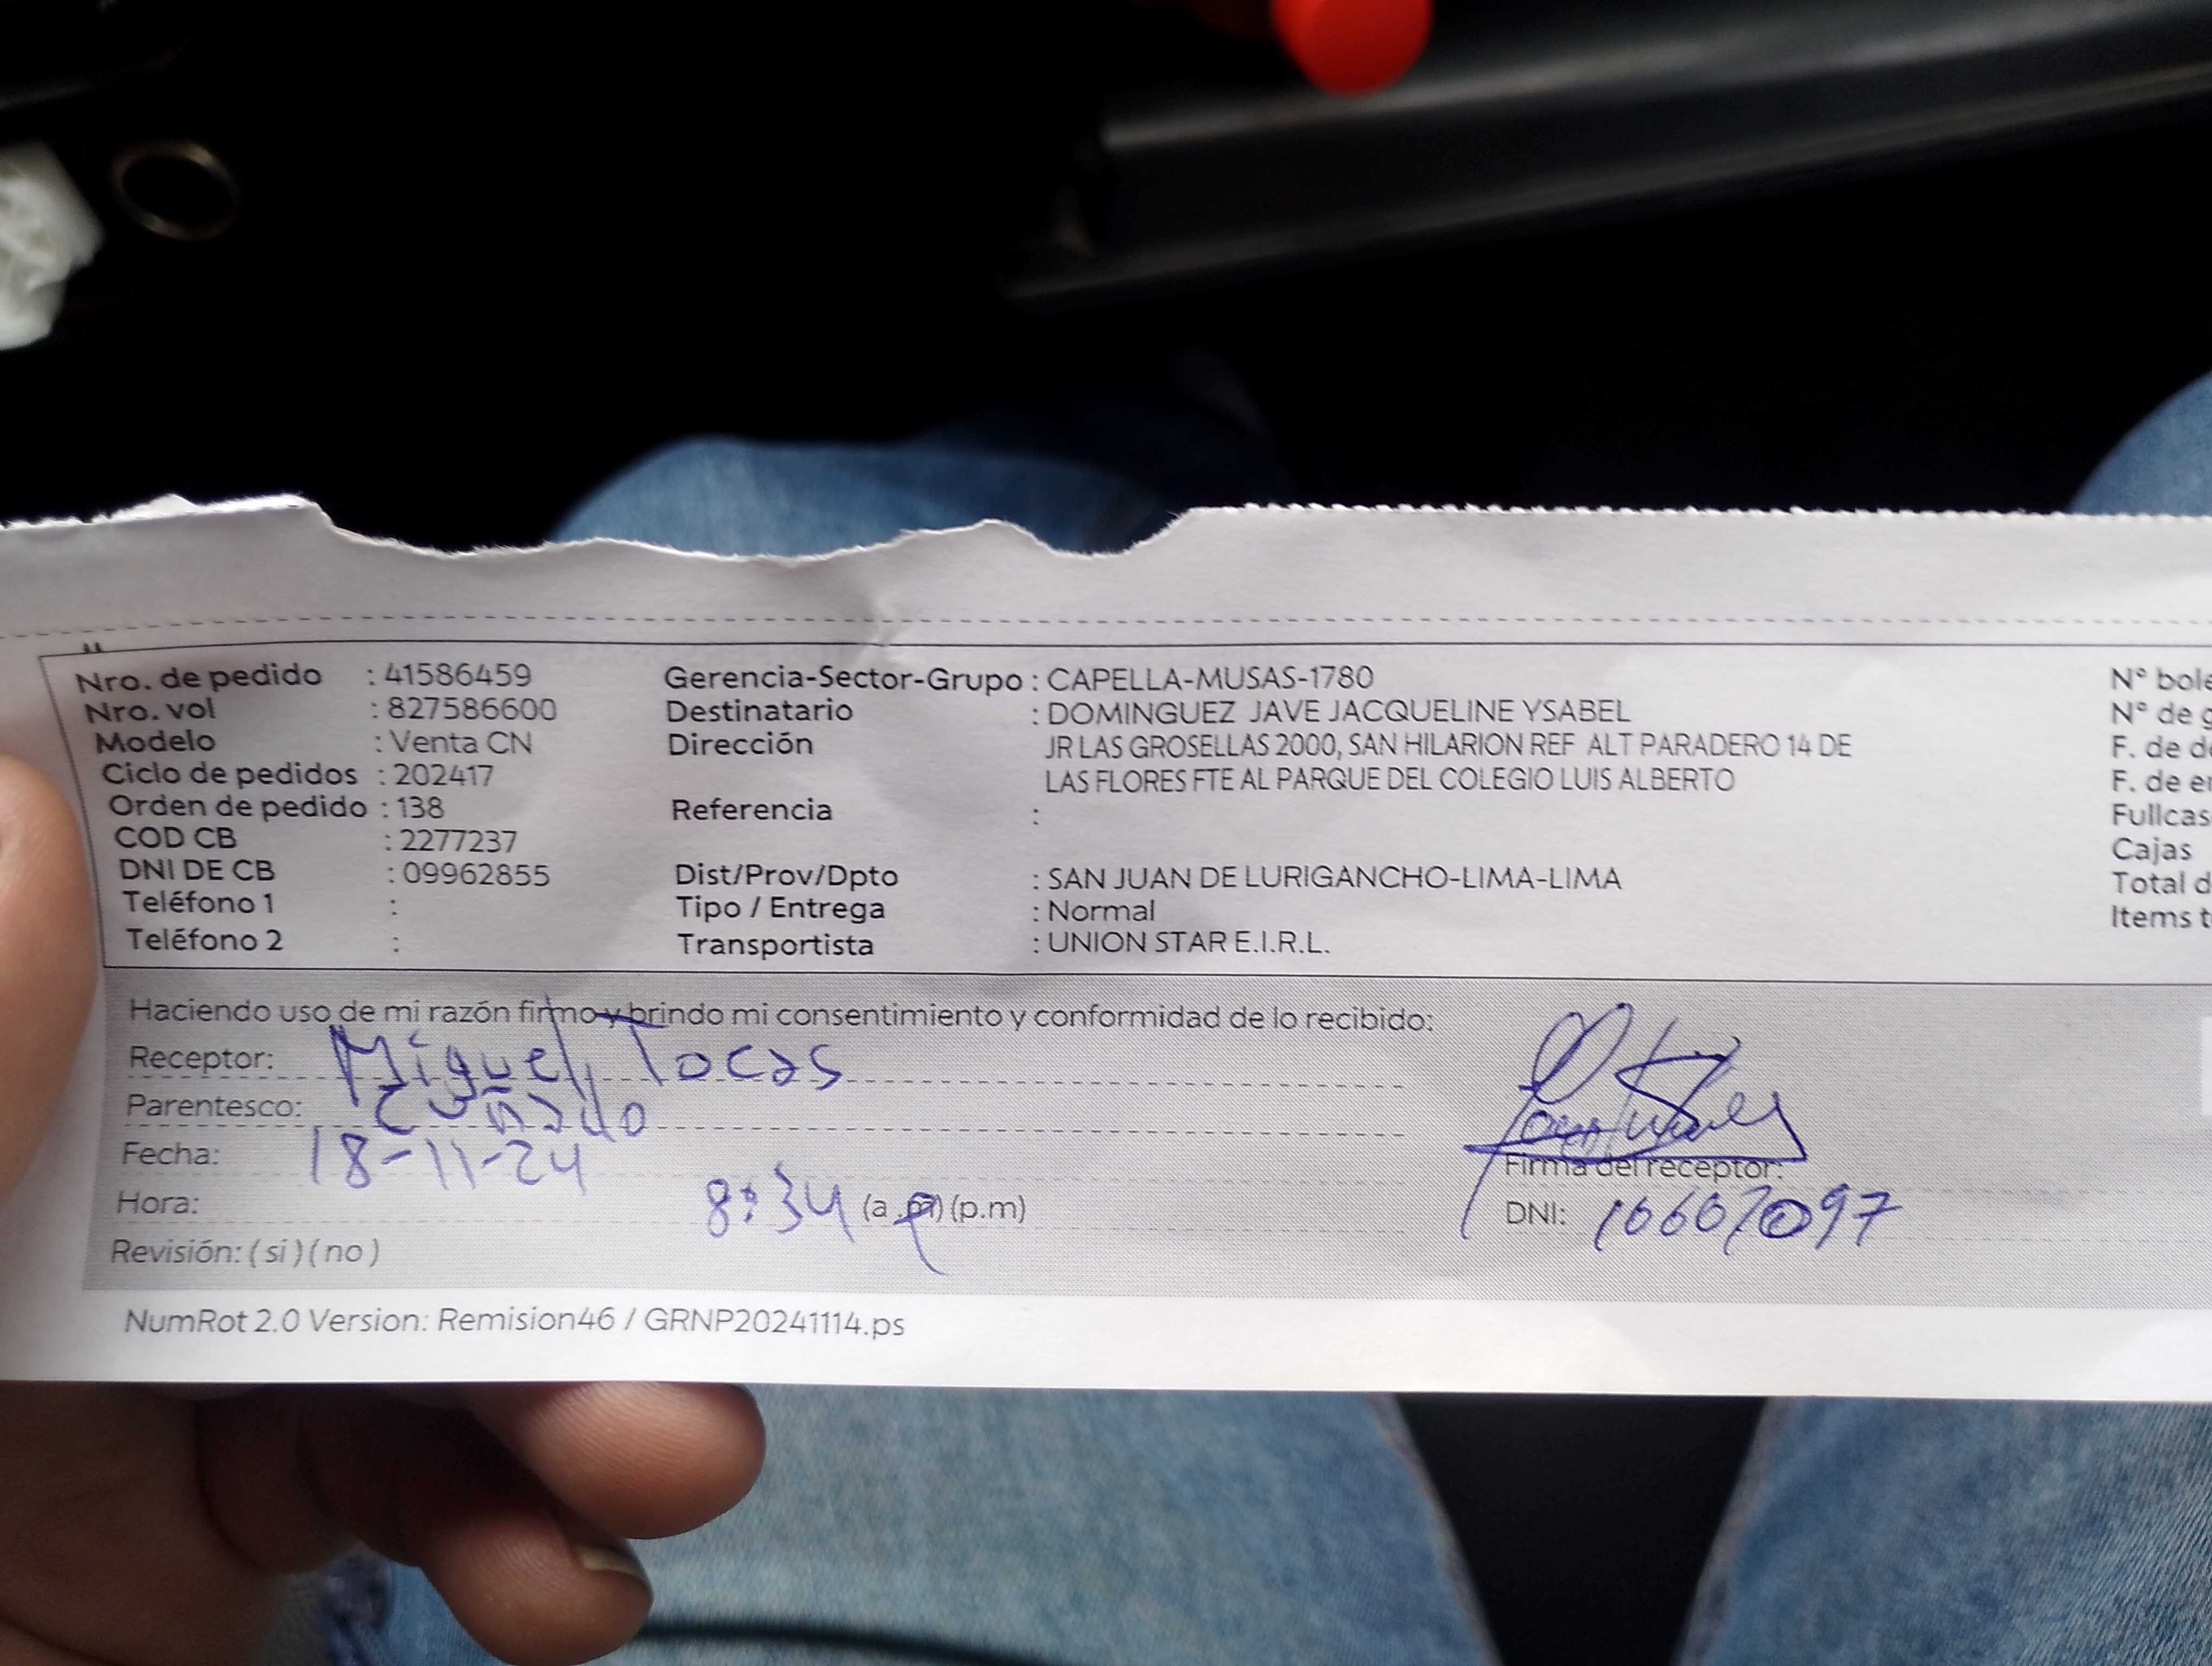 Nro. de pedido : 41586459
Nro. vol : 827586600
Modelo : Venta CN
Ciclo de pedidos : 202417
Orden de pedido : 138
COD CB : 2277237
DNI DE CB : 09962855
Teléfono 1 :
Teléfono 2 :
Gerencia-Sector-Grupo : CAPELLA-MUSAS-1780
Destinatario : DOMINGUEZ JAVE JACQUELINE YSABEL
Dirección JR LAS GROSELLAS 2000, SAN HILARION REF ALT PARADERO 14 DE
LAS FLORES FTE AL PARQUE DEL COLEGIO LUIS ALBERTO
Referencia :
Dist/Prov/Dpto : SAN JUAN DE LURIGANCHO-LIMA-LIMA
Tipo / Entrega : Normal
Transportista : UNION STAR E.I.R.L.
N° bole
N° de g
F. de de
F. de en
Fullcas
Cajas
Total d
Items t
Haciendo uso de mi razón firmo y brindo mi consentimiento y conformidad de lo recibido:
Receptor: Miguel Tocas
Parentesco: Cuñado
Fecha: 18-11-24
Hora: 8:34 (a.m) (p.m)
Revisión: ( si ) ( no )
Firma del receptor:
DNI: 16667097
NumRot 2.0 Version: Remision46 / GRNP20241114.ps